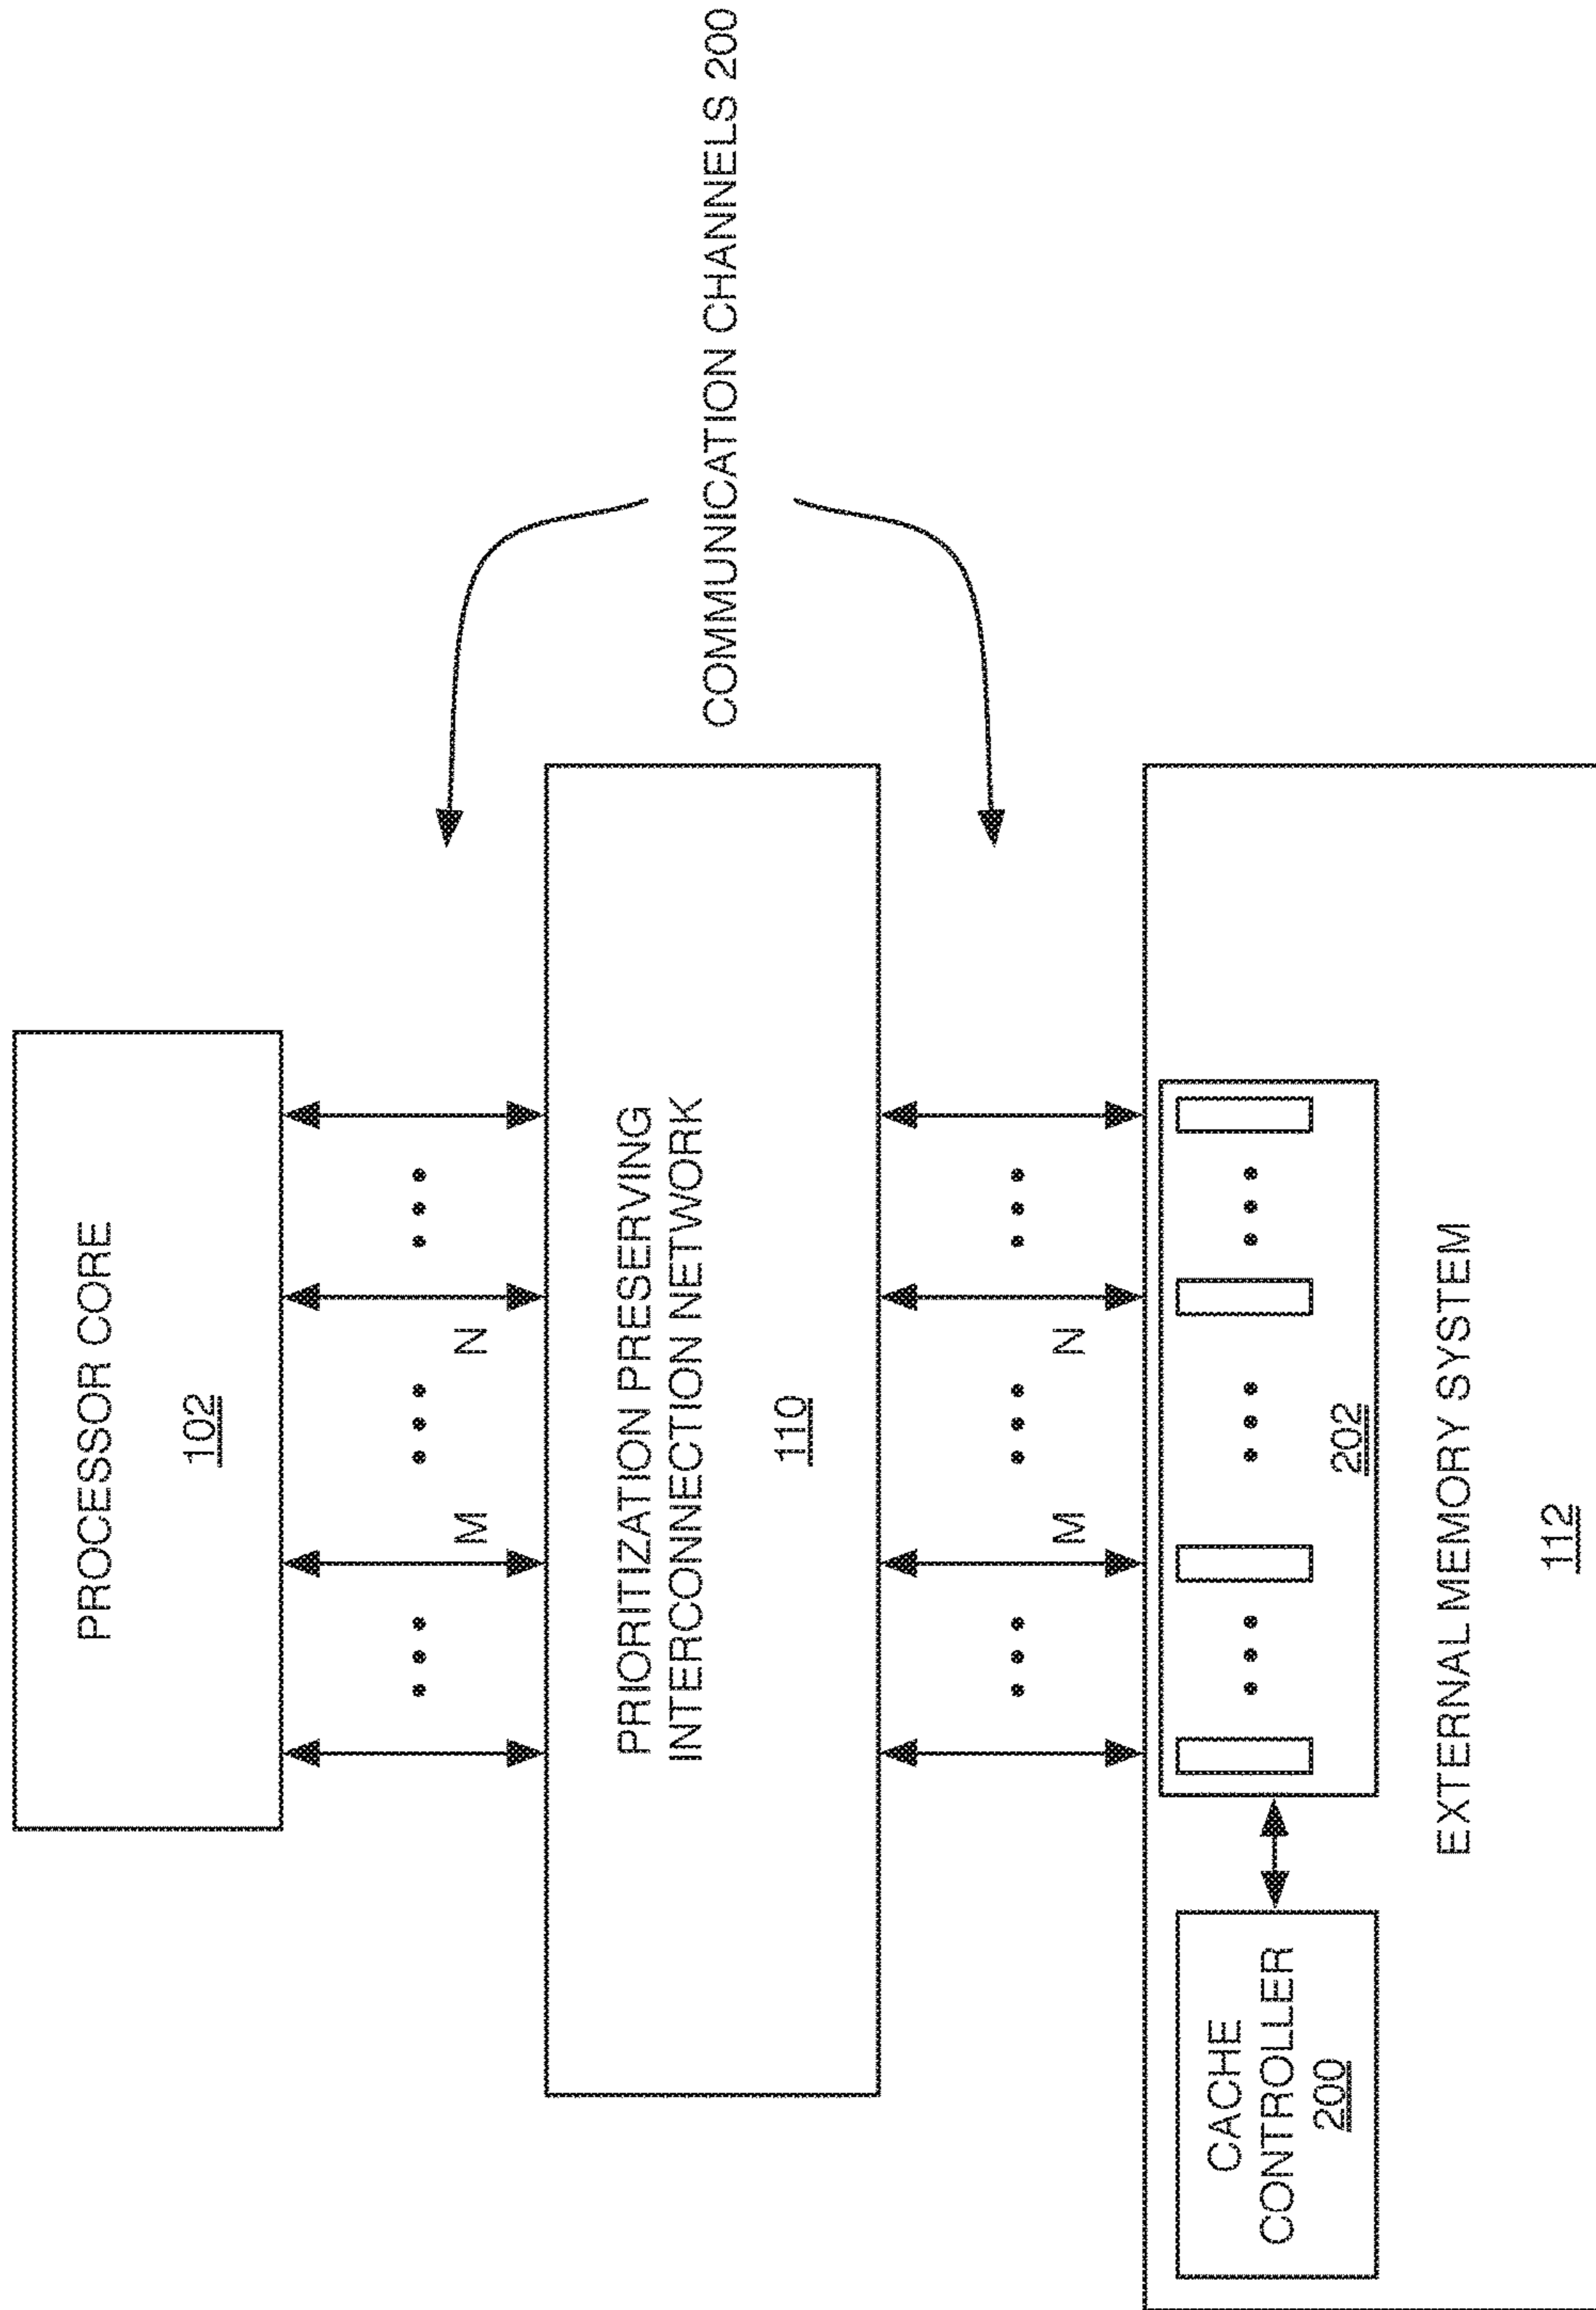 PROCESSOR CORE
102
M
N
COMMUNICATION CHANNELS 200
PRIORITIZATION PRESERVING
INTERCONNECTION NETWORK
110
M
N
CACHE
CONTROLLER
200
202
EXTERNAL MEMORY SYSTEM
112